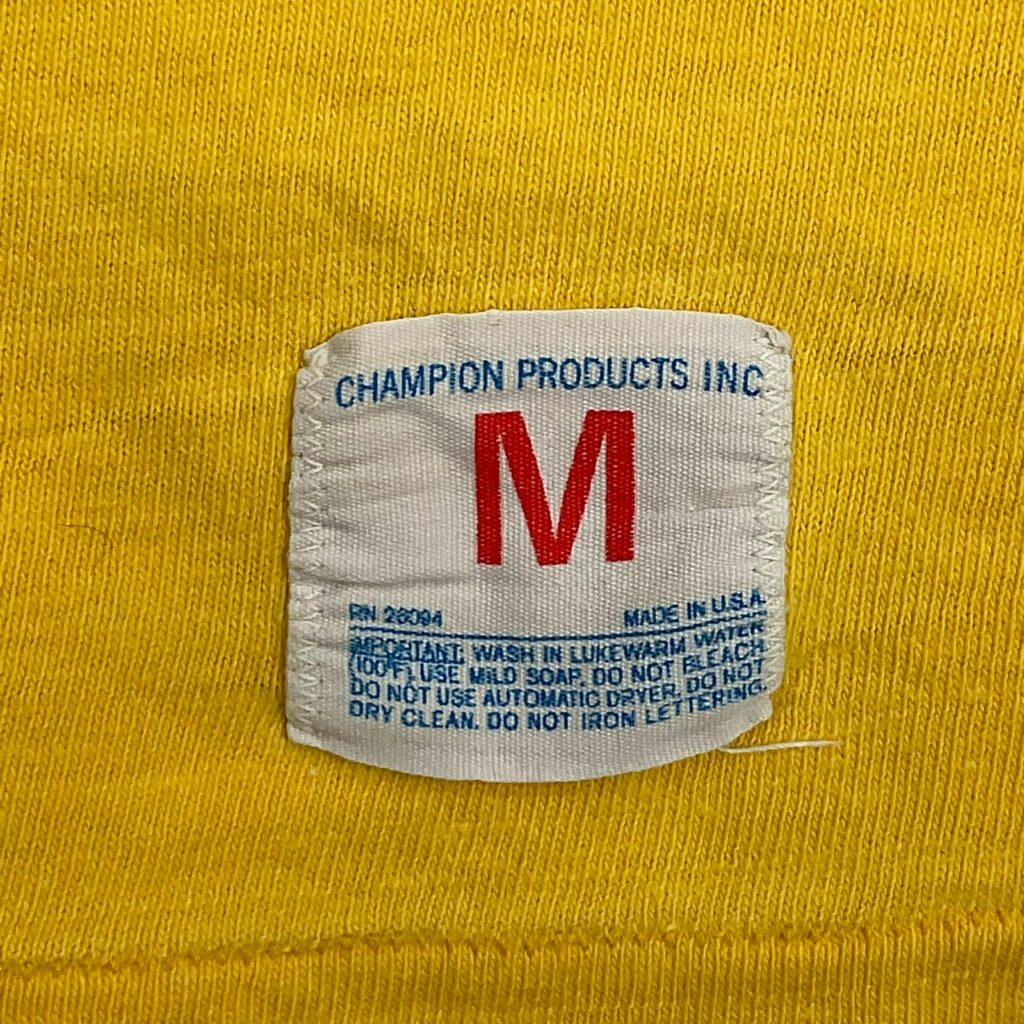 CHAMPION PRODUCTS INC
M
RN 26094 MADE IN U.S.A.
IMPORTANT. WASH IN LUKEWARM WATER
(100°F). USE MILD SOAP. DO NOT BLEACH
DO NOT USE AUTOMATIC DRYER. DO NOT
DRY CLEAN. DO NOT IRON LETTERING.